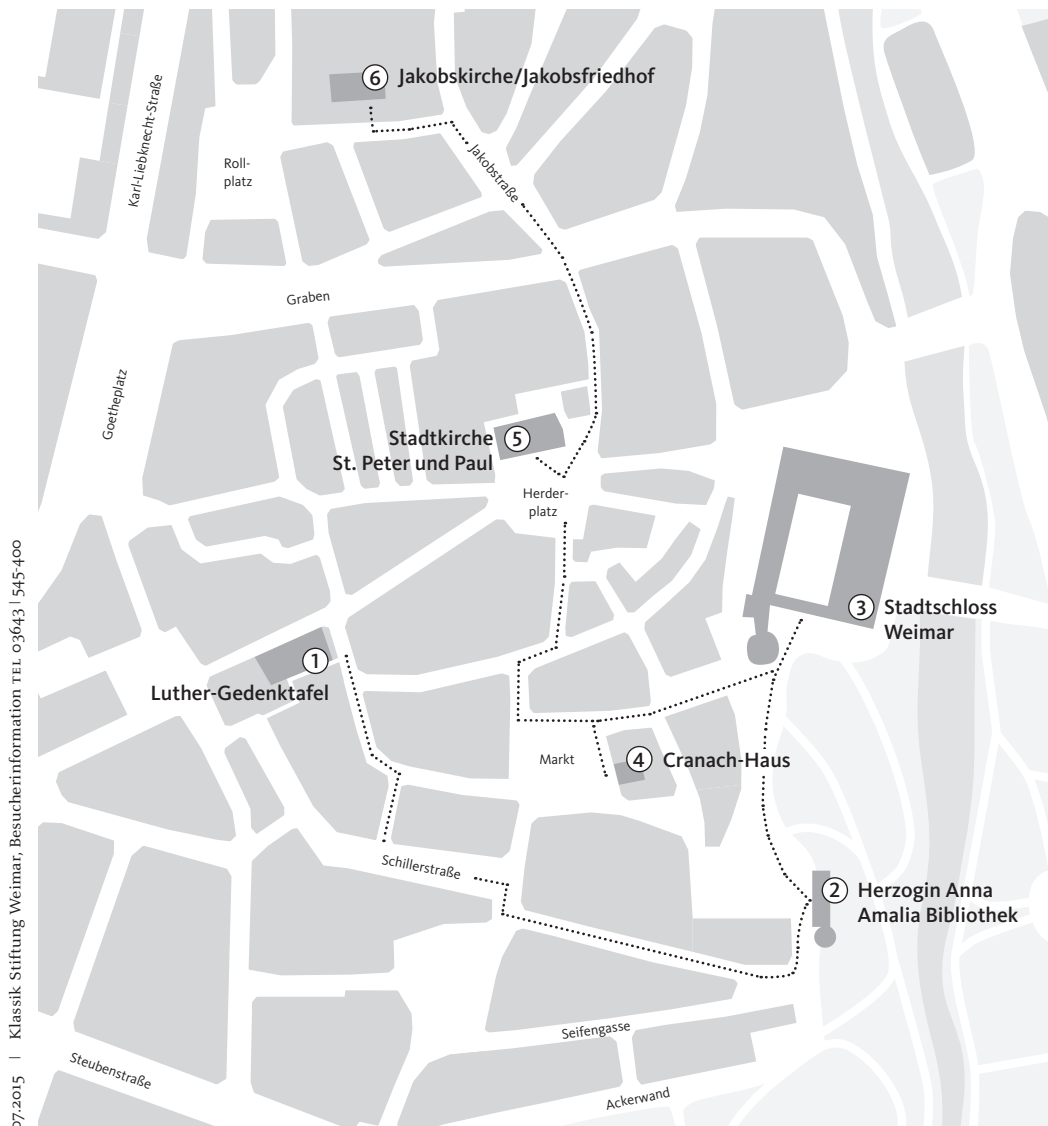 6 Jakobskirche/Jakobsfriedhof
Karl-Liebknecht-Straße
Roll-
platz
Jakobstraße
Graben
Goetheplatz
Stadtkirche
St. Peter und Paul
5
Herder-
platz
3 Stadtschloss
Weimar
1
Luther-Gedenktafel
Markt
4 Cranach-Haus
Schillerstraße
2 Herzogin Anna
Amalia Bibliothek
Seifengasse
Steubenstraße
Ackerwand
07.2015 | Klassik Stiftung Weimar, Besucherinformation TEL 03643 | 545-400